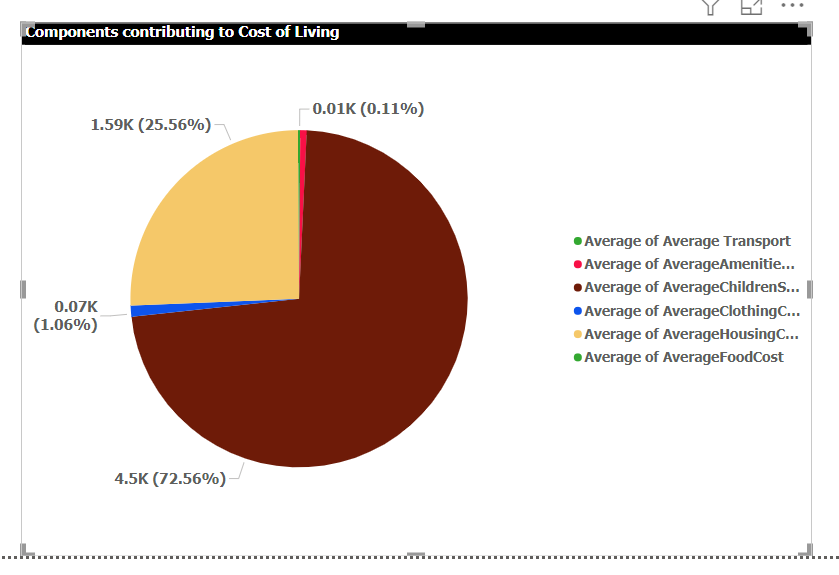 Components contributing to Cost of Living
0.01K (0.11%)
1.59K (25.56%)
0.07K
(1.06%)
4.5K (72.56%)
Average of Average Transport
Average of AverageAmenitie...
Average of AverageChildrenS...
Average of AverageClothingC...
Average of AverageHousingC...
Average of AverageFoodCost